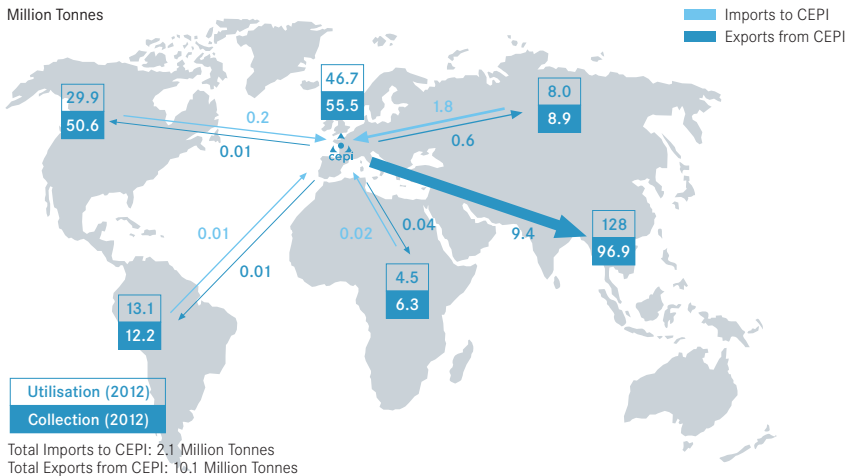 Million Tonnes
Imports to CEPI
Exports from CEPI
46.7
55.5
29.9
50.6
8.0
8.9
0.2
0.01
1.8
0.6
cepi
0.01
0.01
0.02
0.04
9.4
128
96.9
4.5
6.3
13.1
12.2
Utilisation (2012)
Collection (2012)
Total Imports to CEPI: 2.1 Million Tonnes
Total Exports from CEPI: 10.1 Million Tonnes